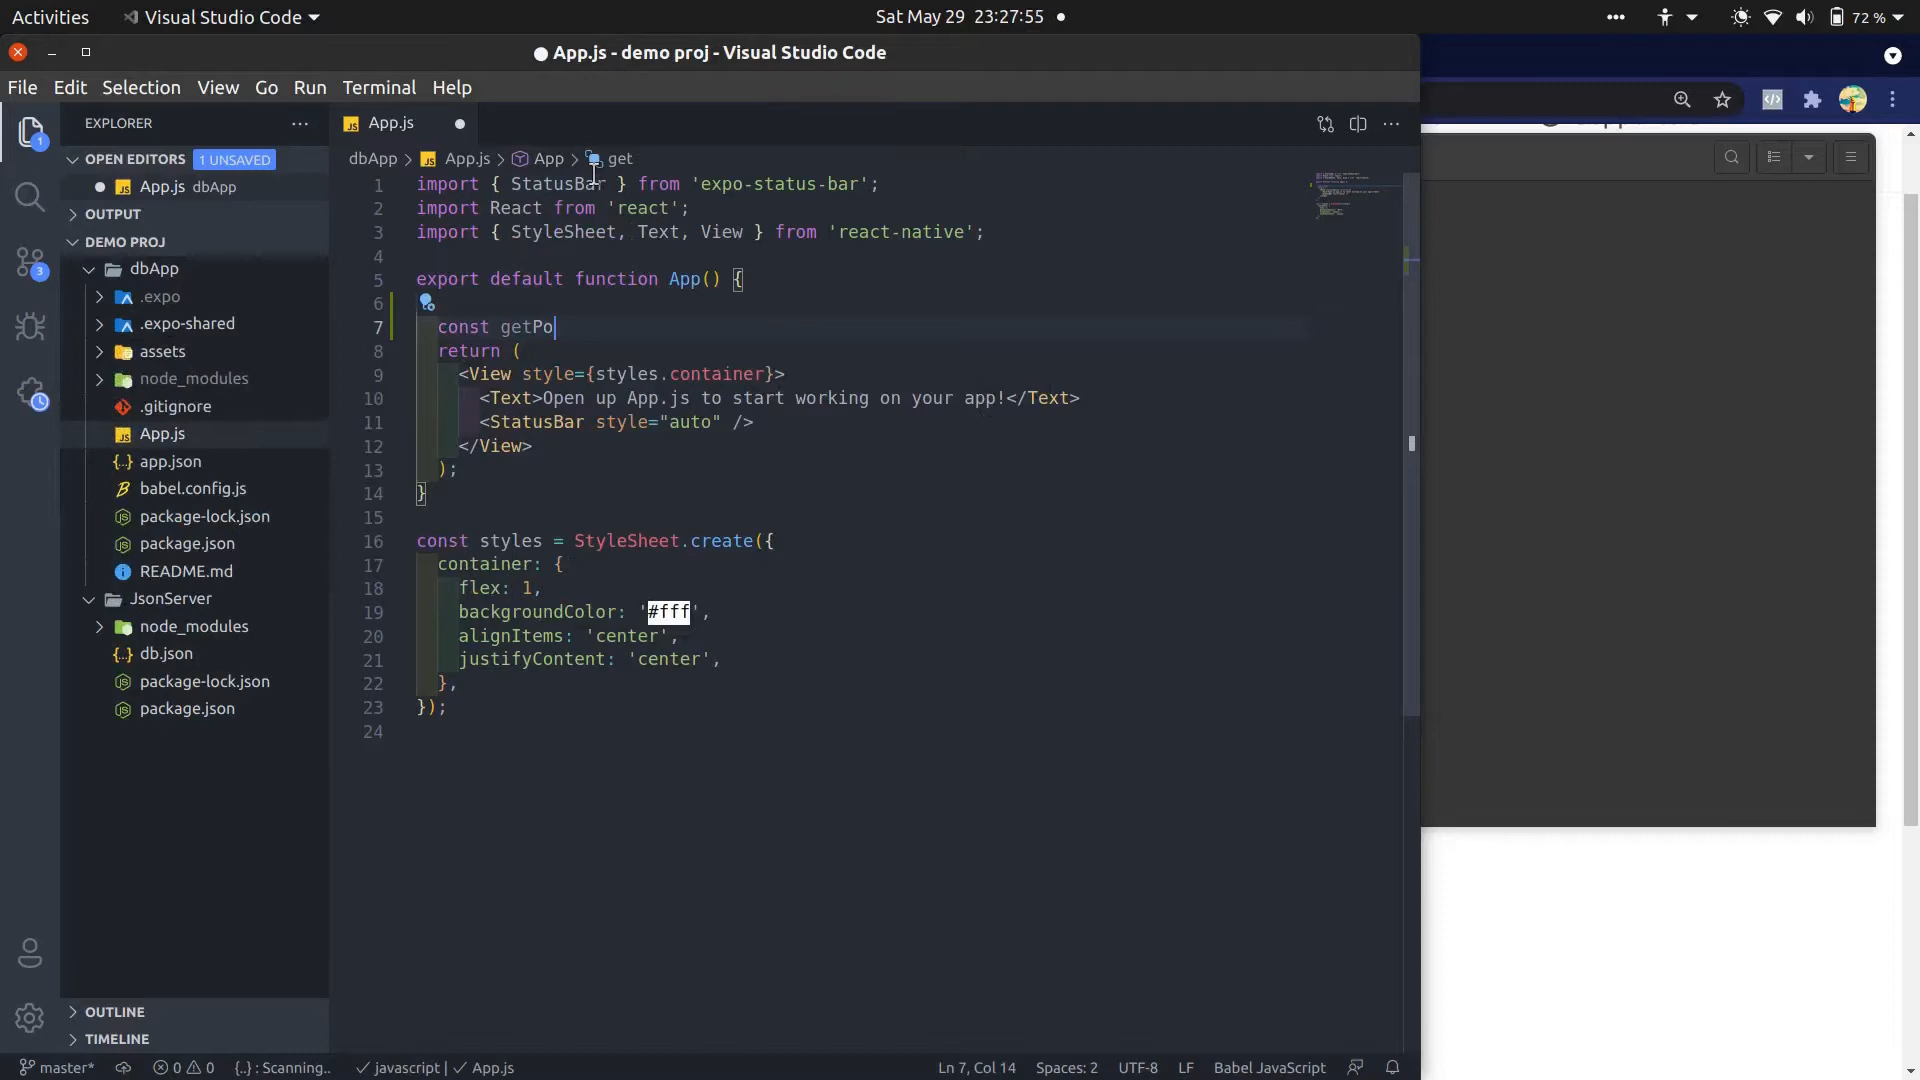 Activities Visual Studio Code Sat May 29 23:27:55 72 %
App.js - demo proj - Visual Studio Code
File Edit Selection View Go Run Terminal Help
EXPLORER
App.js
OPEN EDITORS 1 UNSAVED
App.js dbApp
OUTPUT
DEMO PROJ
dbApp
.expo
.expo-shared
assets
node_modules
.gitignore
App.js
app.json
babel.config.js
package-lock.json
package.json
README.md
JsonServer
node_modules
db.json
package-lock.json
package.json
OUTLINE
TIMELINE
1
3
dbApp > App.js > App > get
1 import { StatusBar } from 'expo-status-bar';
2 import React from 'react';
3 import { StyleSheet, Text, View } from 'react-native';
4
5 export default function App() {
6
7 const getPo
8 return (
9 <View style={styles.container}>
10 <Text>Open up App.js to start working on your app!</Text>
11 <StatusBar style="auto" />
12 </View>
13 );
14 }
15
16 const styles = StyleSheet.create({
17 container: {
18 flex: 1,
19 backgroundColor: '#fff',
20 alignItems: 'center',
21 justifyContent: 'center',
22 },
23 });
24
master* 0 0 {..} : Scanning.. javascript | App.js Ln 7, Col 14 Spaces: 2 UTF-8 LF Babel JavaScript